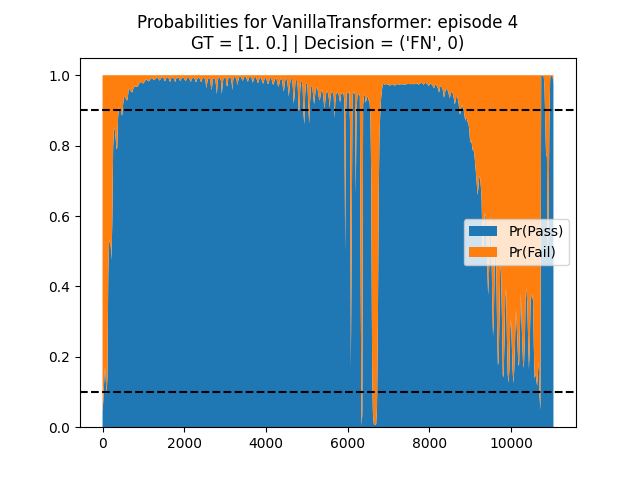 Probabilities for VanillaTransformer: episode 4
GT = [1. 0.] | Decision = ('FN', 0)
1.0
0.8
0.6
0.4
0.2
0.0
Pr(Pass)
Pr(Fail)
0 2000 4000 6000 8000 10000